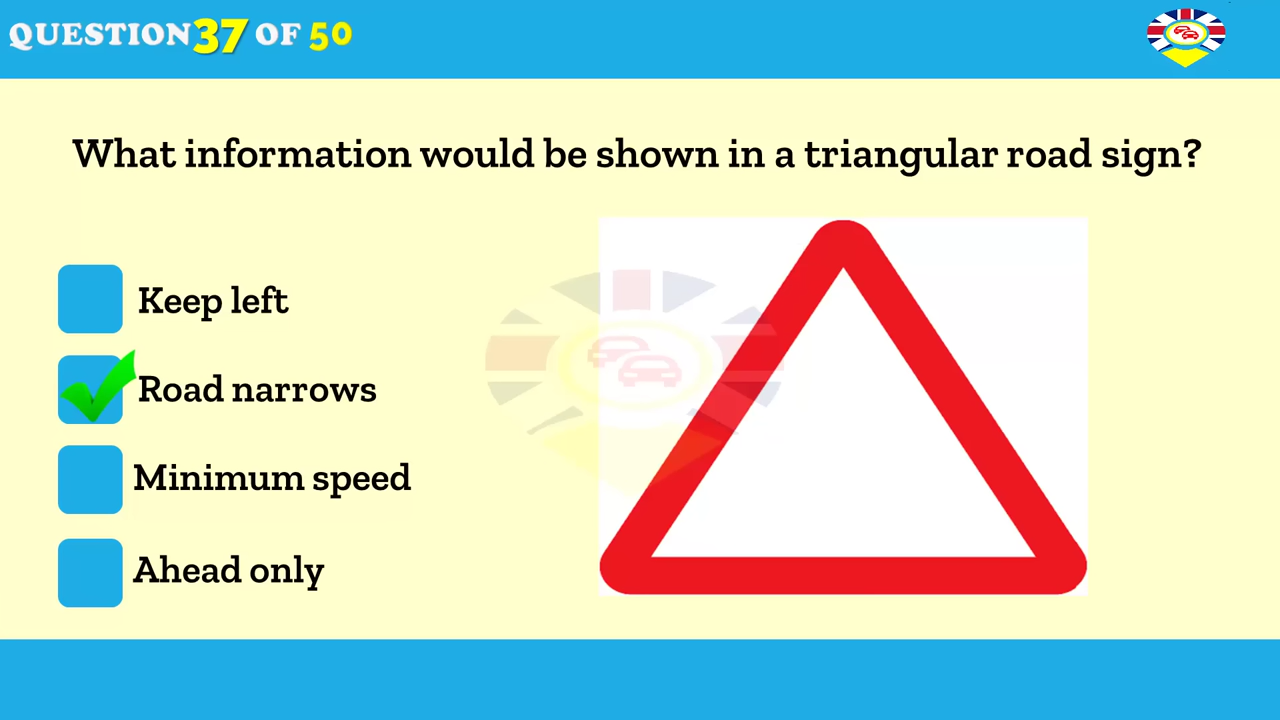 QUESTION 37 OF 50
What information would be shown in a triangular road sign?
Keep left
Road narrows
Minimum speed
Ahead only